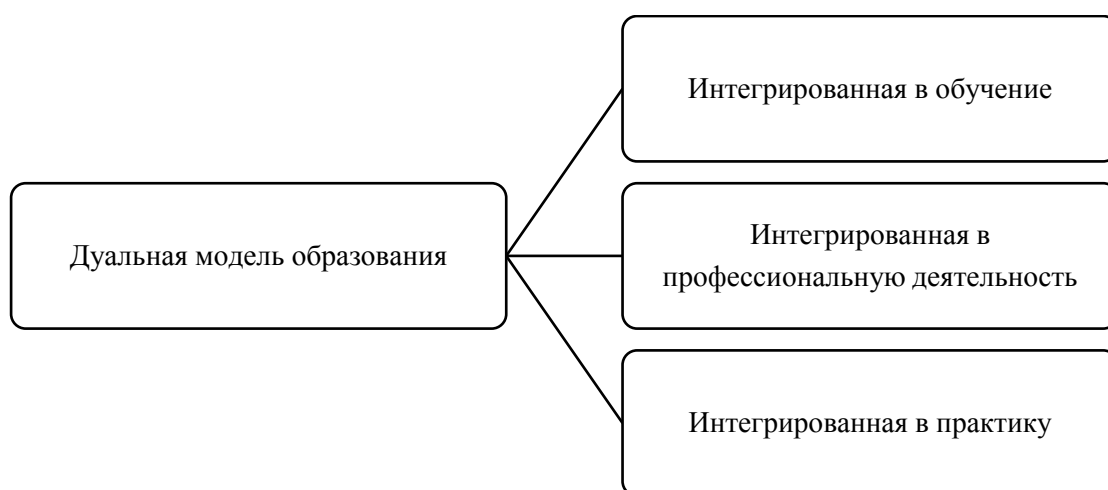 Дуальная модель образования
Интегрированная в обучение
Интегрированная в
профессиональную деятельность
Интегрированная в практику